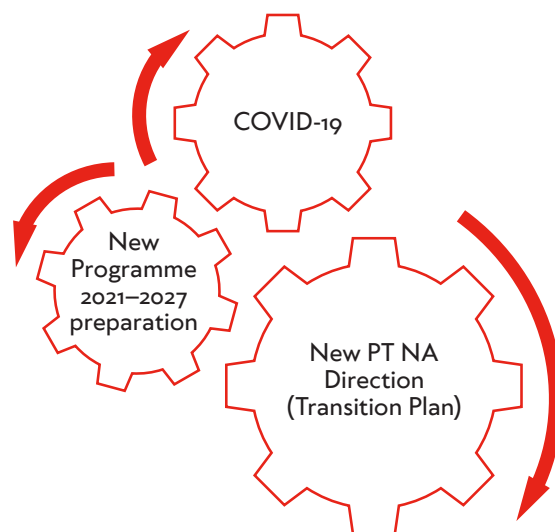 COVID-19
New
Programme
2021–2027
preparation
New PT NA
Direction
(Transition Plan)